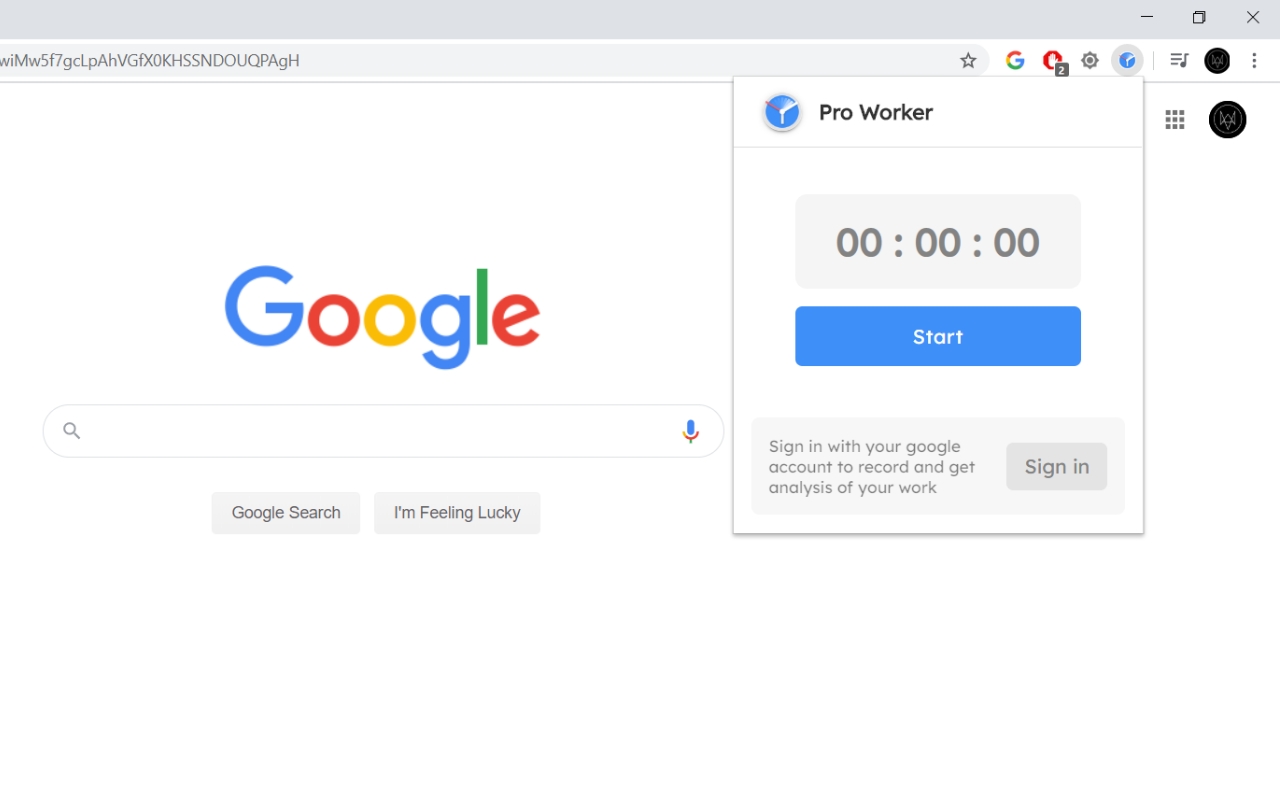 wiMw5f7gcLpAhVGfX0KHSSNDOUQPAgH
2
Pro Worker
00 : 00 : 00
Start
Google
Google Search
I'm Feeling Lucky
Sign in with your google
account to record and get
analysis of your work
Sign in